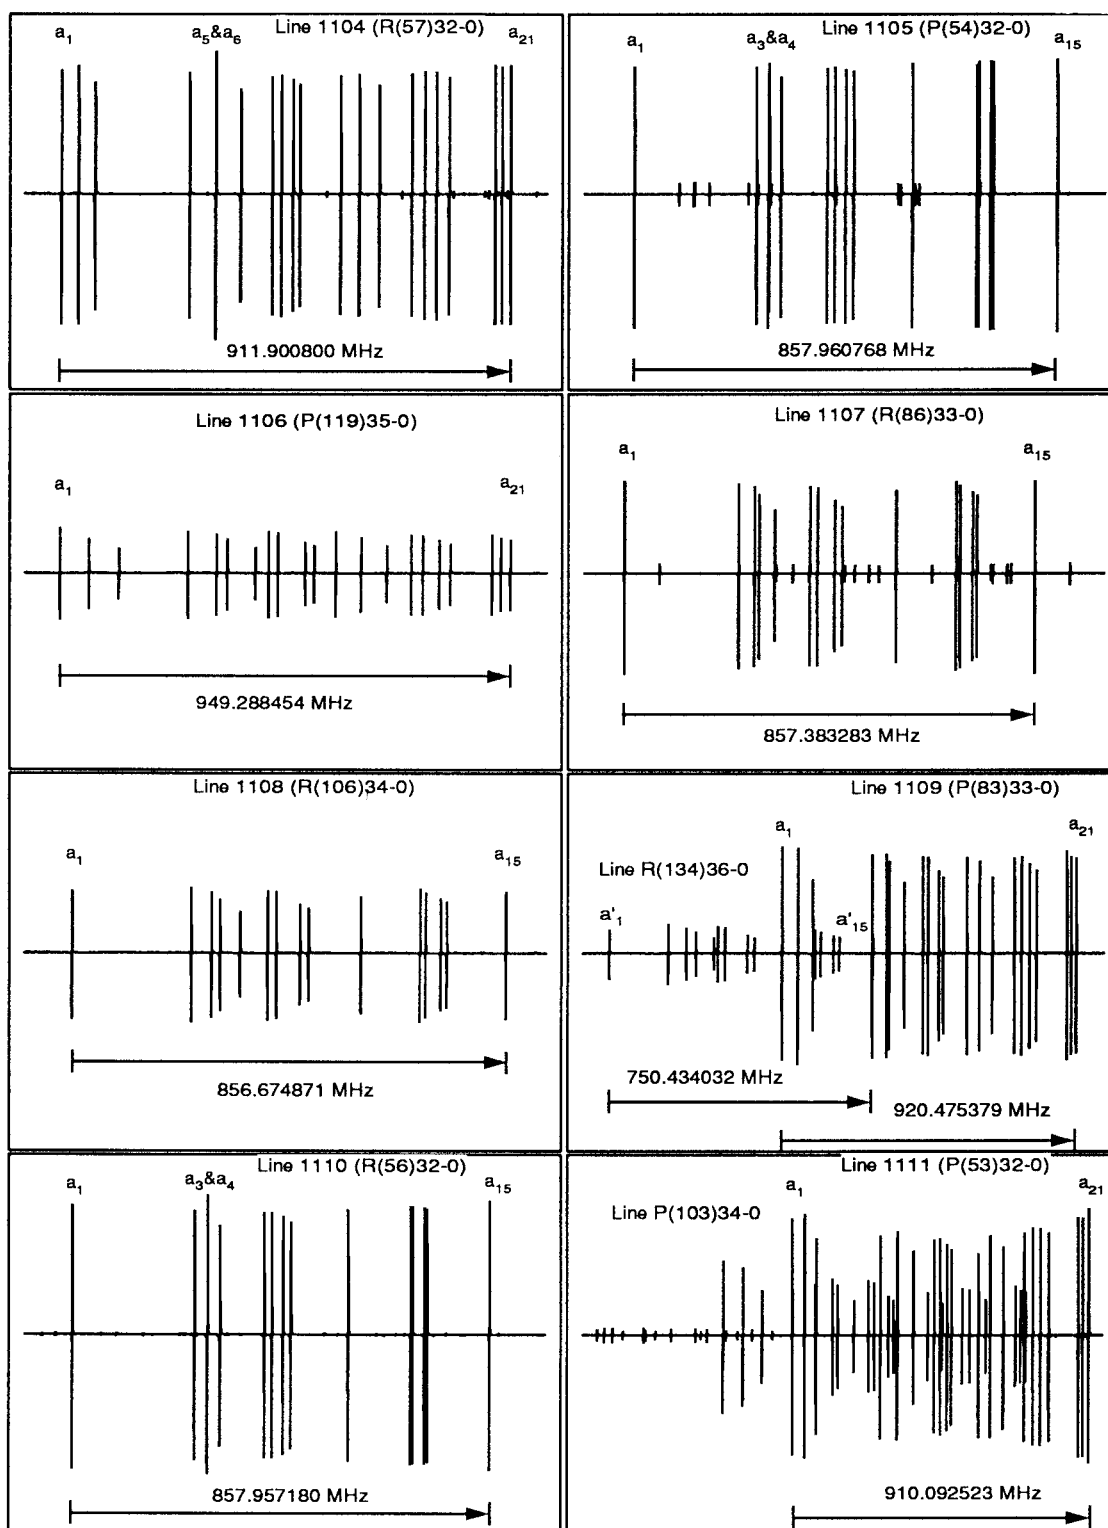 Line 1104 (R(57)32-0)
a1 a5&a6 a21
911.900800 MHz
Line 1105 (P(54)32-0)
a1 a3&a4 a15
857.960768 MHz
Line 1106 (P(119)35-0)
a1 a21
949.288454 MHz
Line 1107 (R(86)33-0)
a1 a15
857.383283 MHz
Line 1108 (R(106)34-0)
a1 a15
856.674871 MHz
Line 1109 (P(83)33-0)
a1 a21
Line R(134)36-0
a'1 a'15
750.434032 MHz
920.475379 MHz
Line 1110 (R(56)32-0)
a1 a3&a4 a15
857.957180 MHz
Line 1111 (P(53)32-0)
a1 a21
Line P(103)34-0
910.092523 MHz